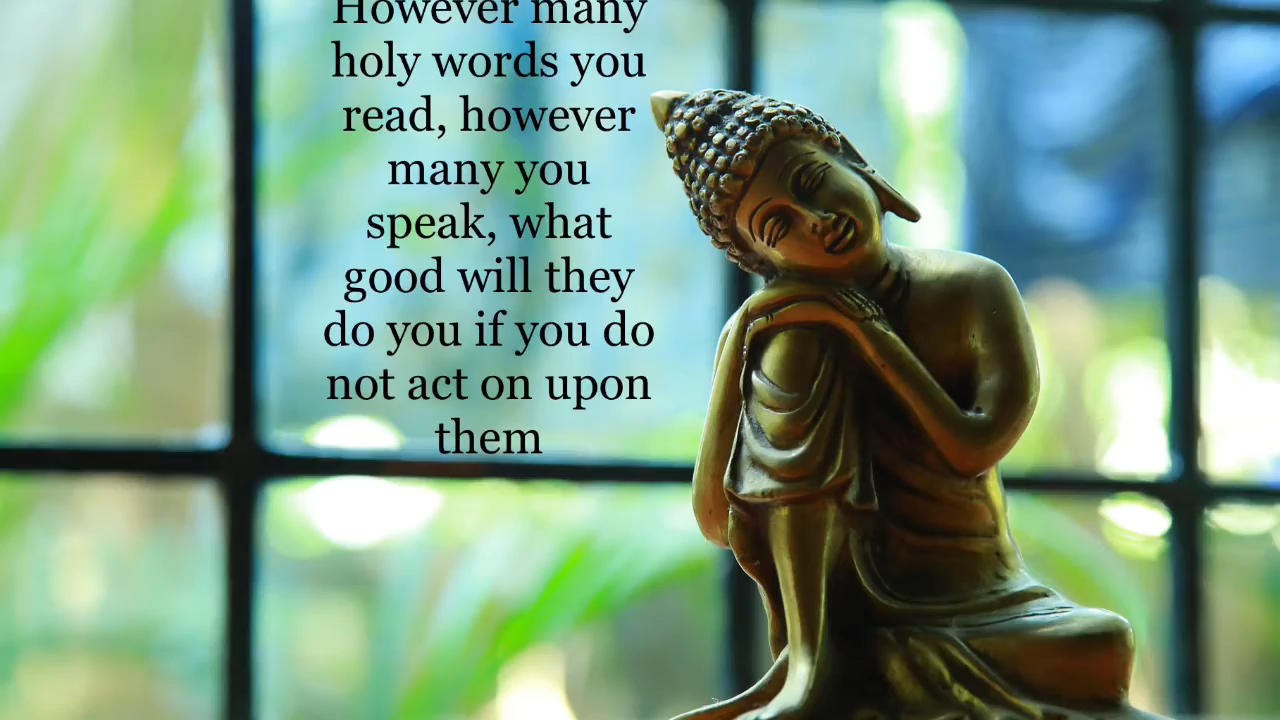 However many
holy words you
read, however
many you
speak, what
good will they
do you if you do
not act on upon
them